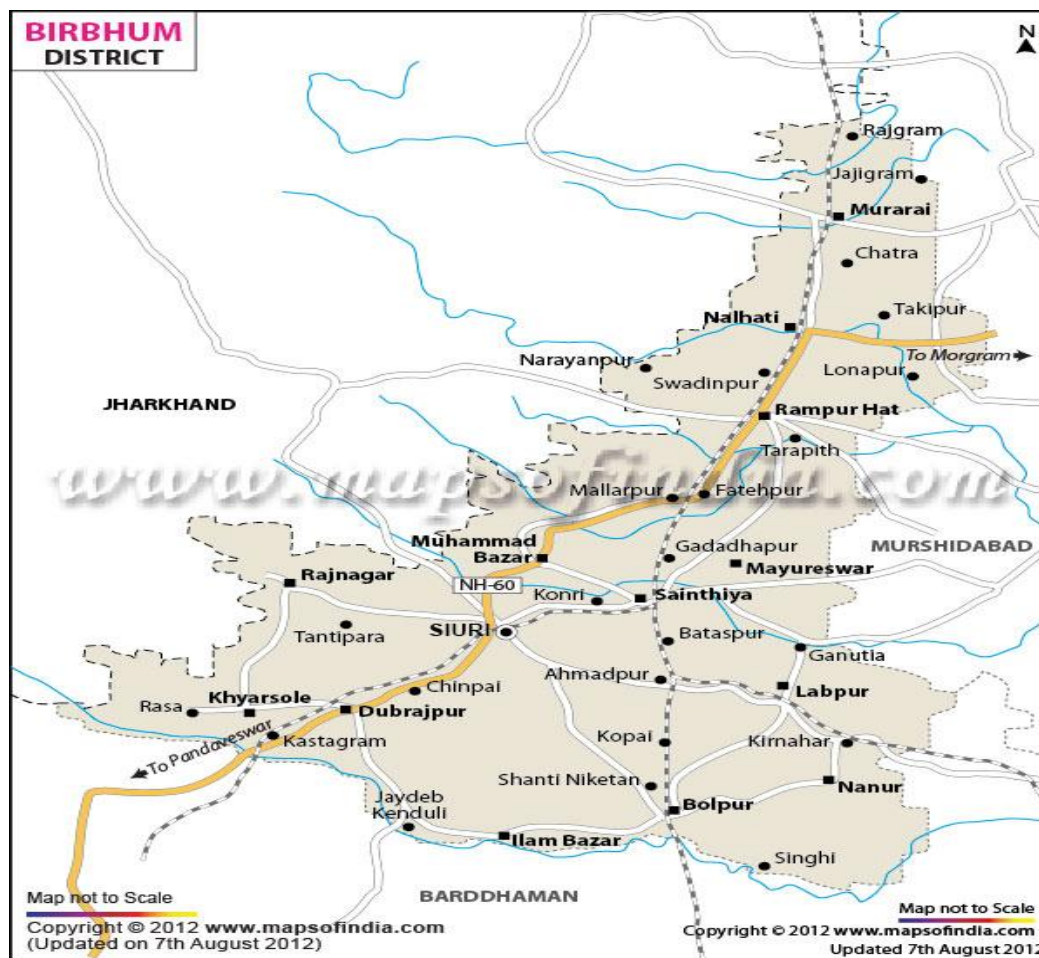 BIRBHUM
DISTRICT
N
Rajgram
Jajigram
Murarai
Chatra
Nalhati
Takipur
Narayanpur
To Morgram
Swadinpur
Lonapur
JHARKHAND
Rampur Hat
Tarapith
www.mapsofindia.com
Mallarpur
Fatehpur
Muhammad
Bazar
Gadadhapur
MURSHIDABAD
Mayureswar
Rajnagar
NH-60
Konri
Sainthiya
Tantipara
SIURI
Bataspur
Ganutia
Ahmadpur
Labpur
Chinpai
Khyarsole
Rasa
Dubrajpur
To Pandaveswar
Kastagram
Kopai
Kirnahar
Shanti Niketan
Nanur
Jaydeb
Kenduli
Bolpur
Ilam Bazar
Singhi
BARDDHAMAN
Map not to Scale
Copyright © 2012 www.mapsofindia.com
(Updated on 7th August 2012)
Map not to Scale
Copyright © 2012 www.mapsofindia.com
Updated 7th August 2012